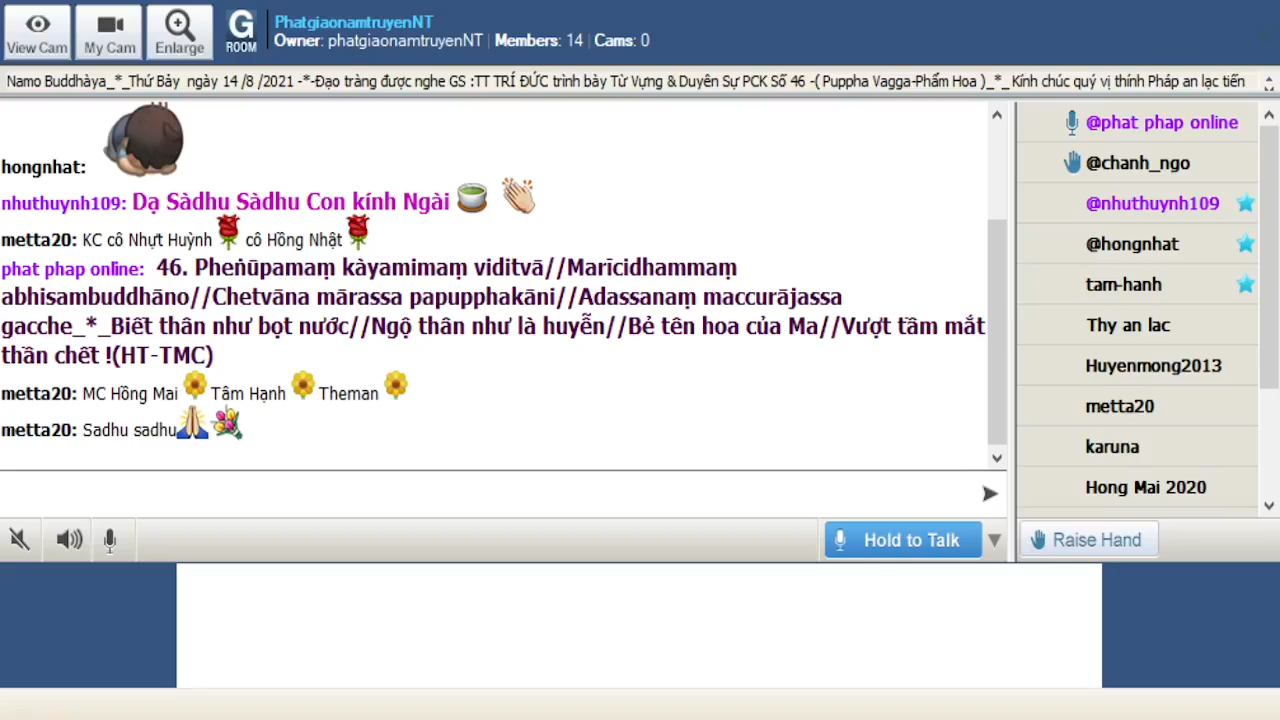 View Cam
My Cam
Enlarge
G
ROOM
PhatgiaonamtruyenNT
Owner: phatgiaonamtruyenNT | Members: 14 | Cams: 0
Namo Buddhàya_*_Thứ Bảy ngày 14 /8 /2021 -*-Đạo tràng được nghe GS :TT TRÍ ĐỨC trình bày Từ Vựng & Duyên Sự PCK Số 46 -( Puppha Vagga-Phẩm Hoa )_*_Kính chúc quý vị thính Pháp an lạc tiến
hongnhat:
nhuthuynh109: Dạ Sàdhu Sàdhu Con kính Ngài
metta20: KC cô Nhựt Huỳnh cô Hồng Nhật
phat phap online: 46. Pheṅūpamaṃ kàyamimaṃ viditvā//Marīcidhammaṃ
abhisambuddhāno//Chetvāna mārassa papupphakāni//Adassanaṃ maccurājassa
gacche_*_Biết thân như bọt nước//Ngộ thân như là huyễn//Bẻ tên hoa của Ma//Vượt tầm mắt
thần chết !(HT-TMC)
metta20: MC Hồng Mai Tâm Hạnh Theman
metta20: Sadhu sadhu
Hold to Talk
@phat phap online
@chanh_ngo
@nhuthuynh109
@hongnhat
tam-hanh
Thy an lac
Huyenmong2013
metta20
karuna
Hong Mai 2020
Raise Hand